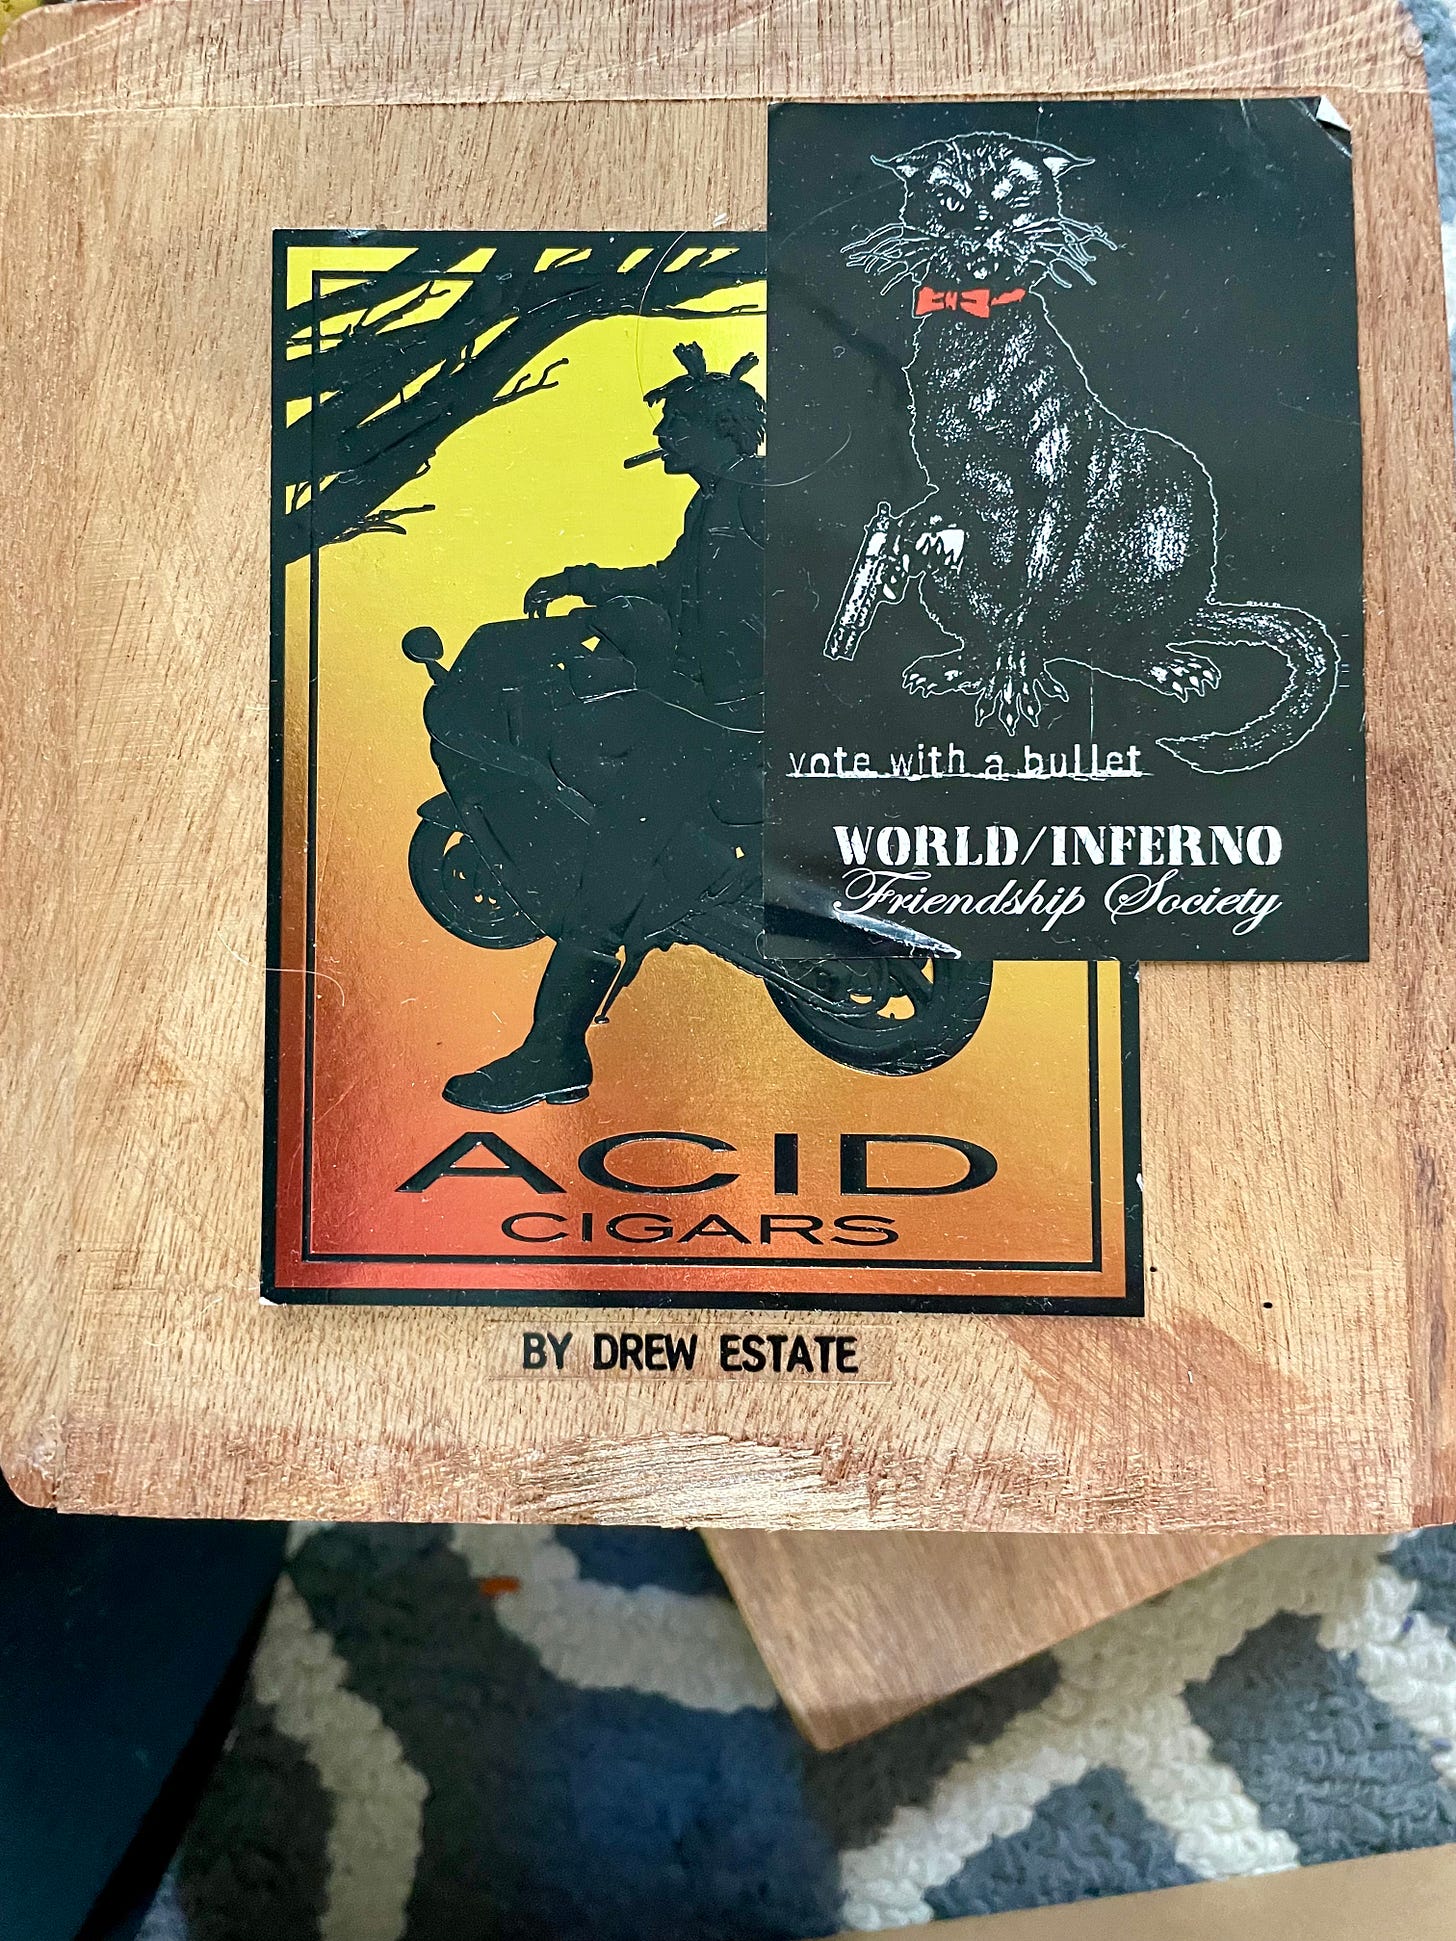 vote with a bullet
WORLD/INFERNO
Friendship Society
ACID
CIGARS
BY DREW ESTATE